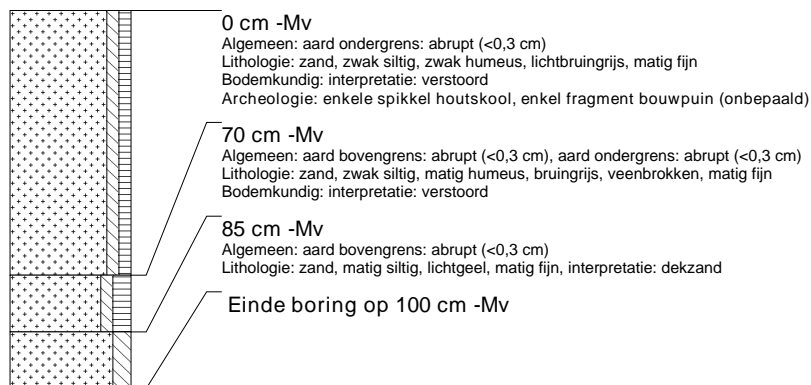 0 cm -Mv
Algemeen: aard ondergrens: abrupt (<0,3 cm)
Lithologie: zand, zwak siltig, zwak humeus, lichtbruingrijs, matig fijn
Bodemkundig: interpretatie: verstoord
Archeologie: enkele spikkel houtskool, enkel fragment bouwpuin (onbepaald)
70 cm -Mv
Algemeen: aard bovengrens: abrupt (<0,3 cm), aard ondergrens: abrupt (<0,3 cm)
Lithologie: zand, zwak siltig, matig humeus, bruingrijs, veenbrokken, matig fijn
Bodemkundig: interpretatie: verstoord
85 cm -Mv
Algemeen: aard bovengrens: abrupt (<0,3 cm)
Lithologie: zand, matig siltig, lichtgeel, matig fijn, interpretatie: dekzand
Einde boring op 100 cm -Mv